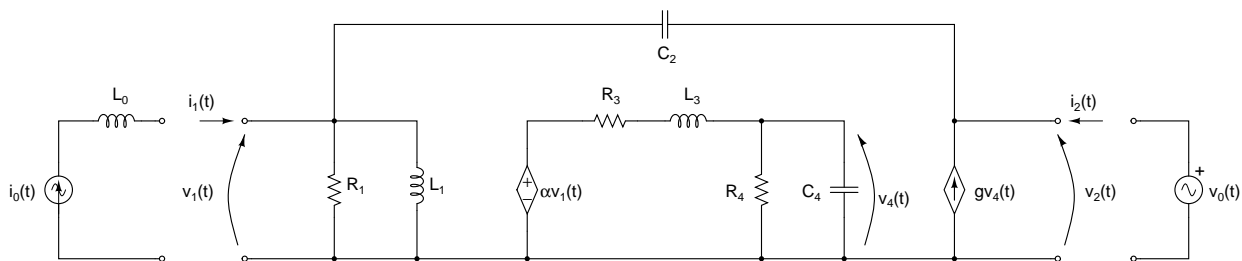 C2
L0
i1(t)
R3
L3
i2(t)
i0(t)
v1(t)
R1
L1
+
−
αv1(t)
R4
C4
v4(t)
gv4(t)
v2(t)
+
v0(t)